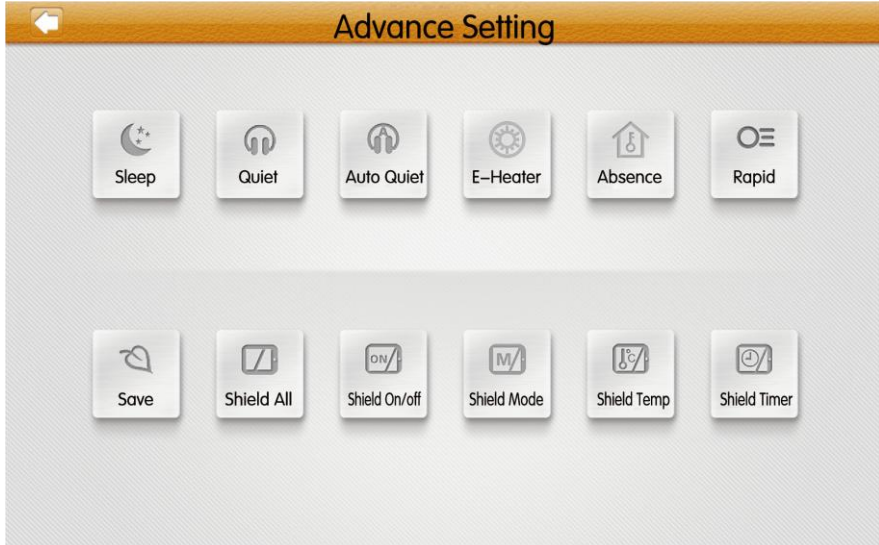 Advance Setting
Sleep
Quiet
A
Auto Quiet
E-Heater
Absence
Rapid
Save
Shield All
ON
Shield On/off
M
Shield Mode
°C
Shield Temp
Shield Timer